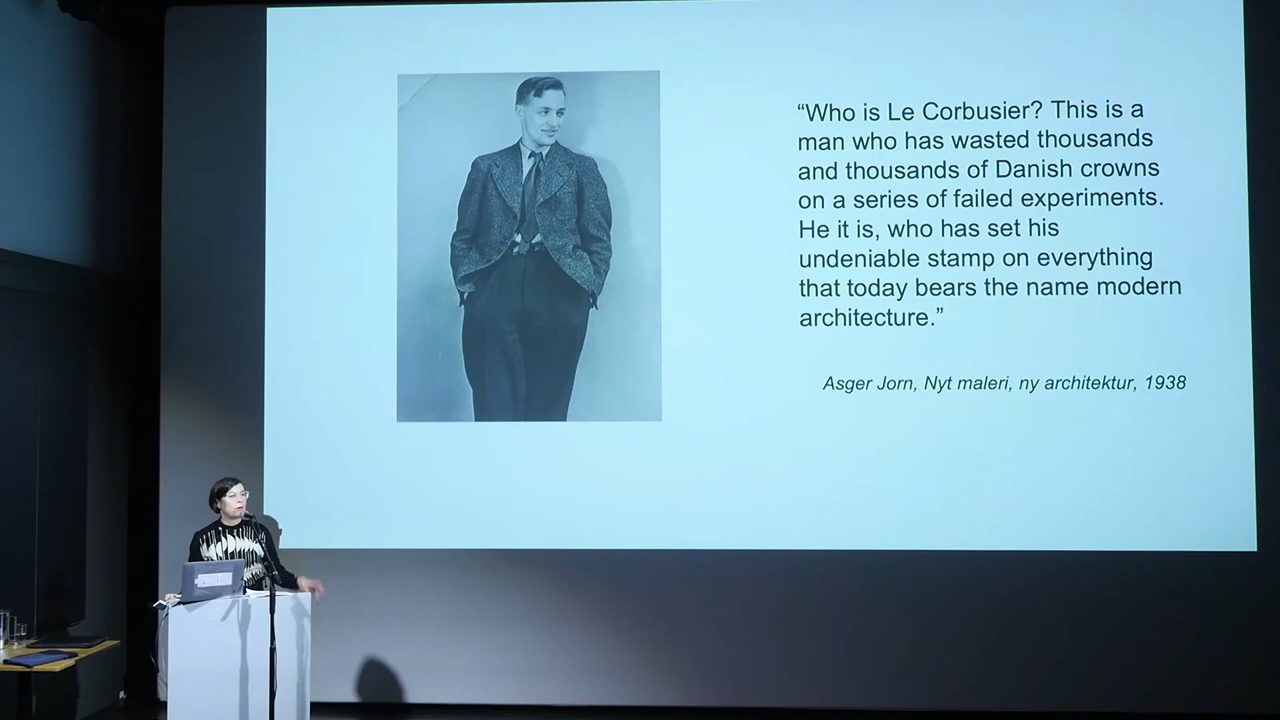 “Who is Le Corbusier? This is a
man who has wasted thousands
and thousands of Danish crowns
on a series of failed experiments.
He it is, who has set his
undeniable stamp on everything
that today bears the name modern
architecture.”
Asger Jorn, Nyt maleri, ny architektur, 1938